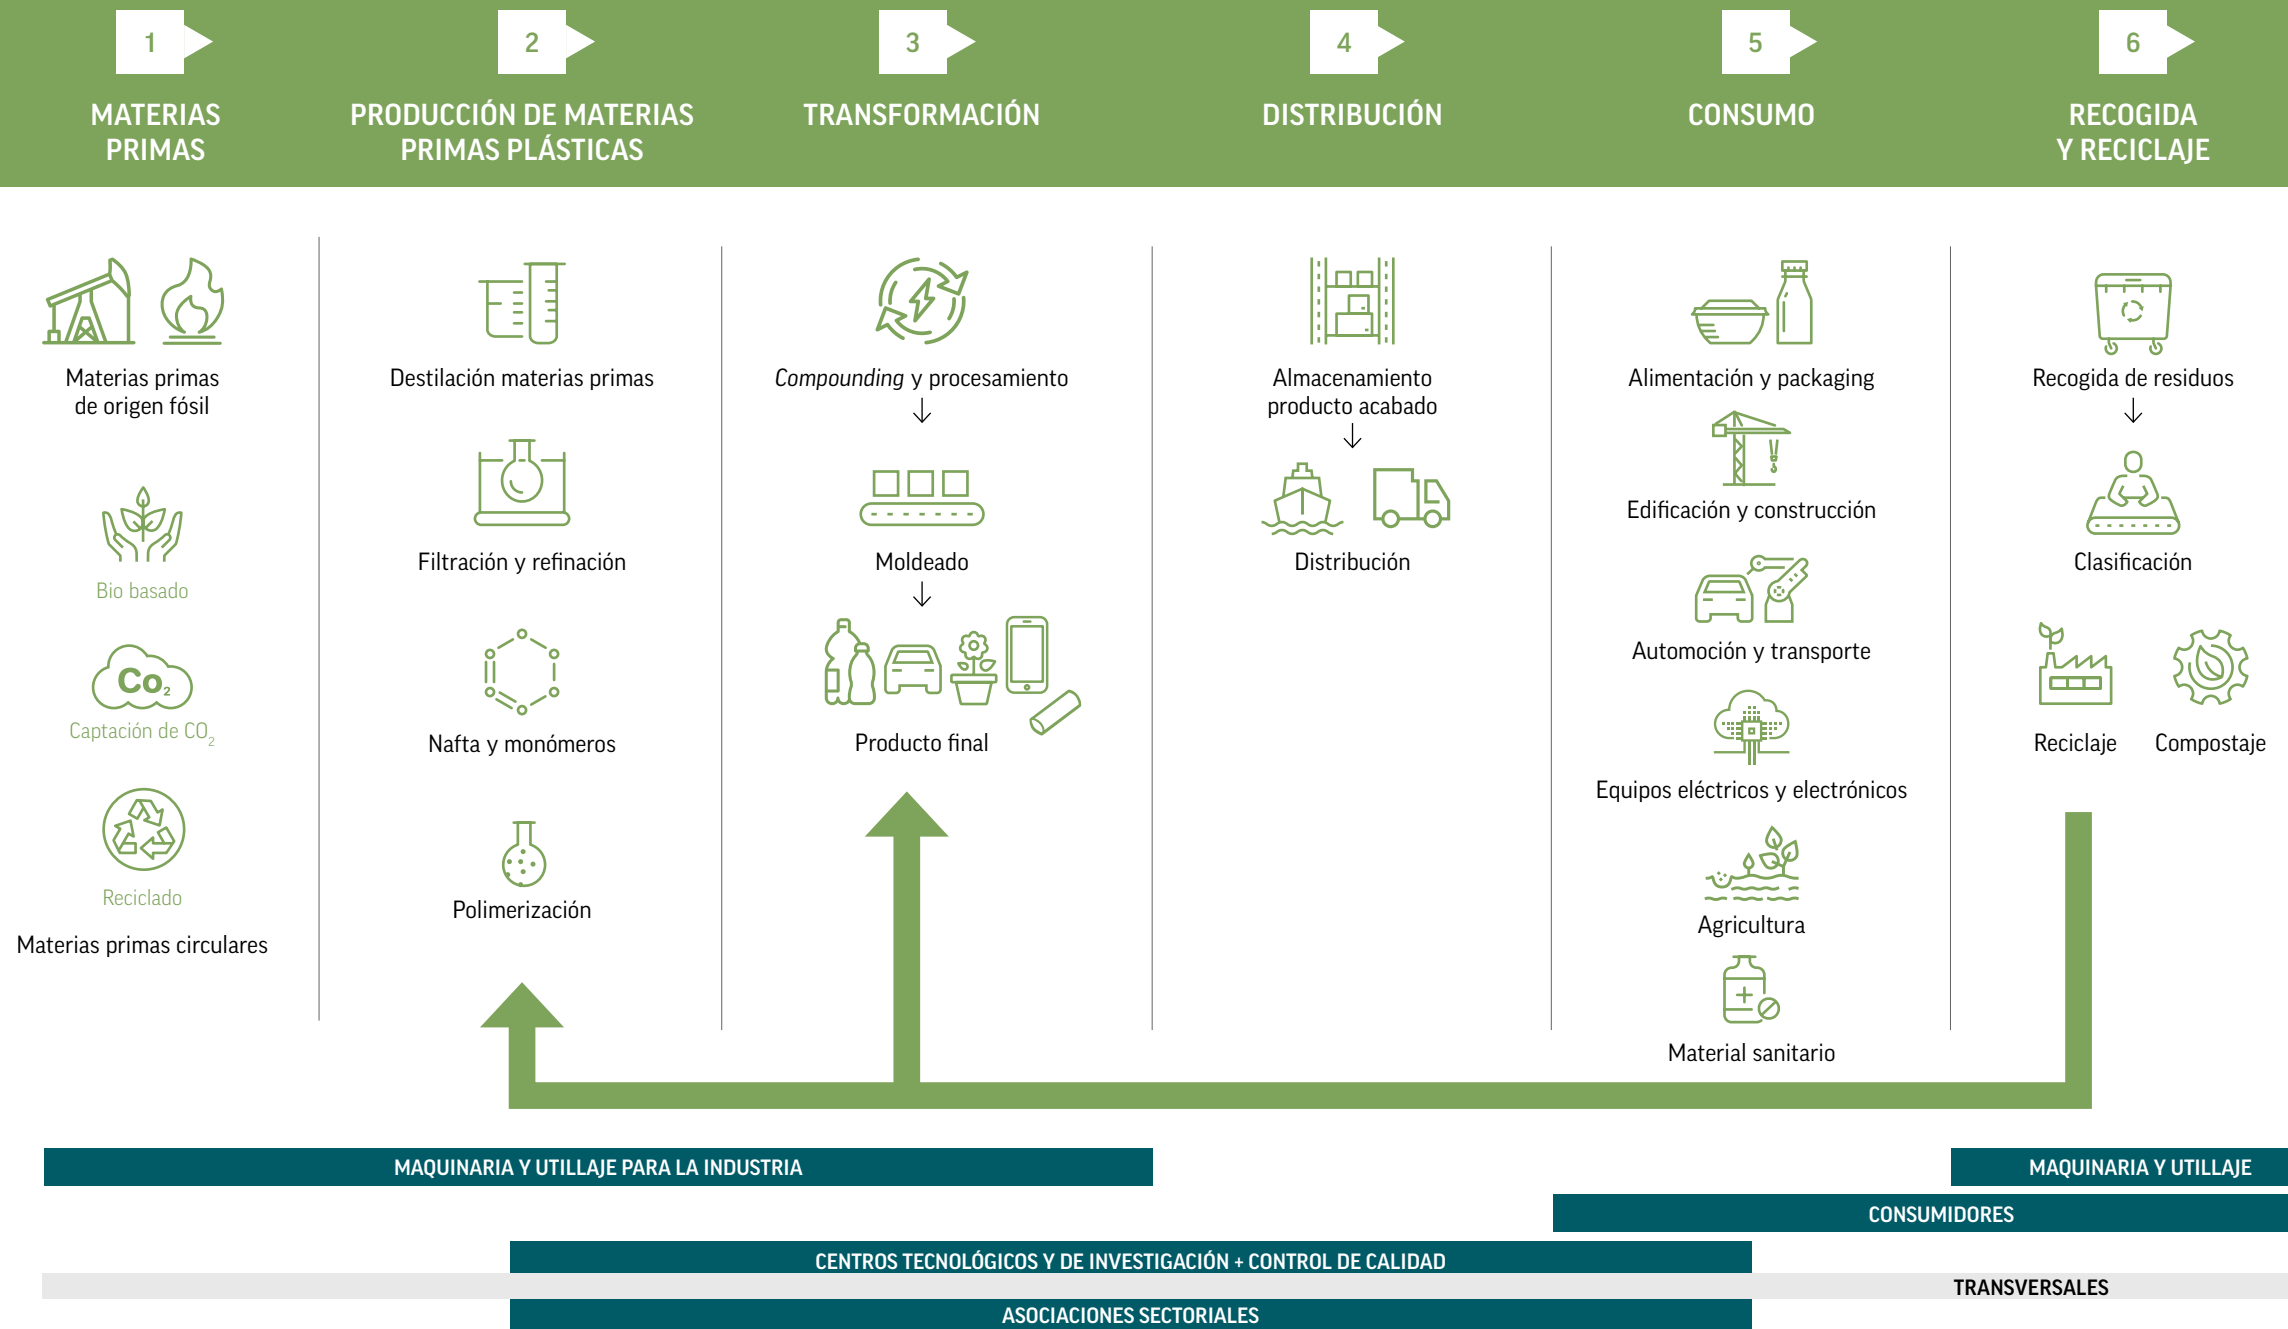 1
MATERIAS
PRIMAS
2
PRODUCCIÓN DE MATERIAS
PRIMAS PLÁSTICAS
3
TRANSFORMACIÓN
4
DISTRIBUCIÓN
5
CONSUMO
6
RECOGIDA
Y RECICLAJE
Materias primas
de origen fósil
Bio basado
Co₂
Captación de CO₂
Reciclado
Materias primas circulares
Destilación materias primas
Filtración y refinación
Nafta y monómeros
Polimerización
Compounding y procesamiento
Moldeado
Producto final
Almacenamiento
producto acabado
Distribución
Alimentación y packaging
Edificación y construcción
Automoción y transporte
Equipos eléctricos y electrónicos
Agricultura
Material sanitario
Recogida de residuos
Clasificación
Reciclaje
Compostaje
MAQUINARIA Y UTILLAJE PARA LA INDUSTRIA
MAQUINARIA Y UTILLAJE
CONSUMIDORES
CENTROS TECNOLÓGICOS Y DE INVESTIGACIÓN + CONTROL DE CALIDAD
TRANSVERSALES
ASOCIACIONES SECTORIALES